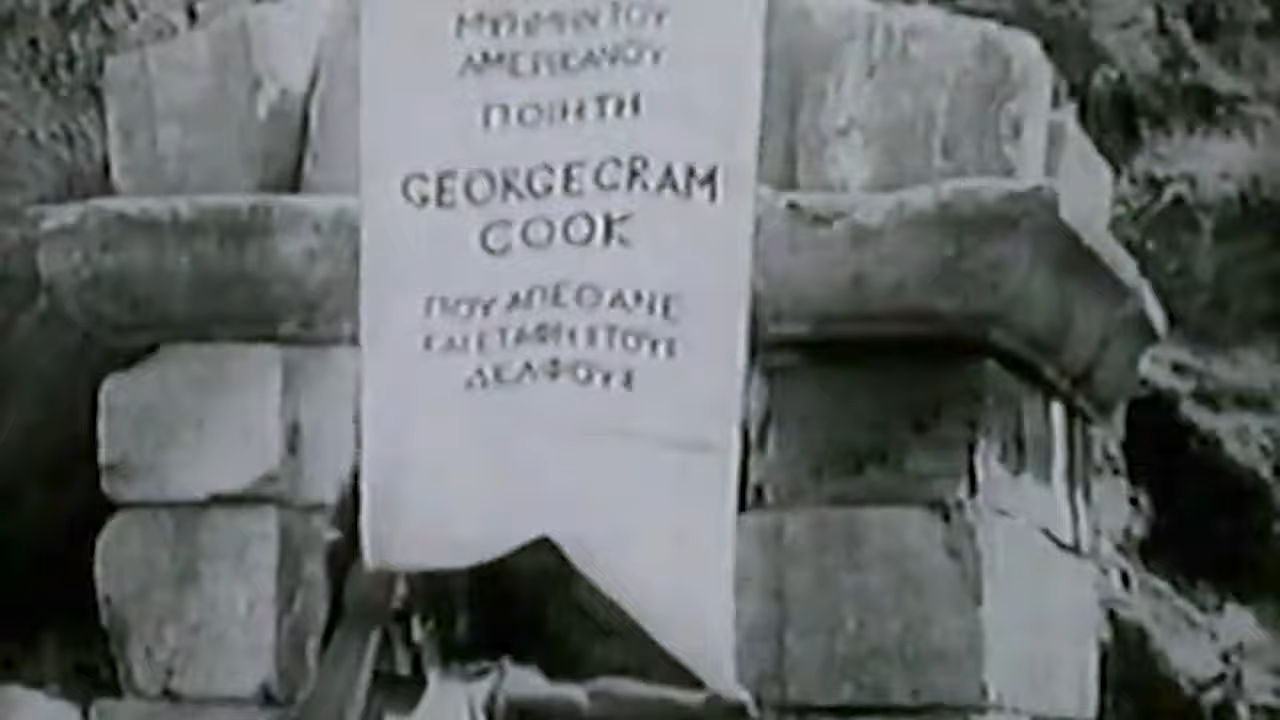 ΜΝΗΜΗΝ ΤΟΥ
ΑΜΕΡΙΚΑΝΟΥ
ΠΟΙΗΤΗ
GEORGE CRAM
COOK
ΠΟΥ ΑΠΕΘΑΝΕ
ΚΑΙ ΕΤΑΦΗ ΣΤΟΥΣ
ΔΕΛΦΟΥΣ